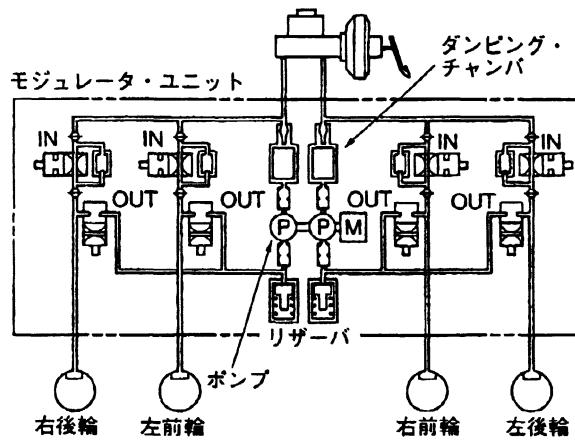 ダンピング・
チャンバ
モジュレータ・ユニット
IN
IN
IN
IN
OUT
OUT
OUT
OUT
P
P
M
リザーバ
ポンプ
右後輪
左前輪
右前輪
左後輪